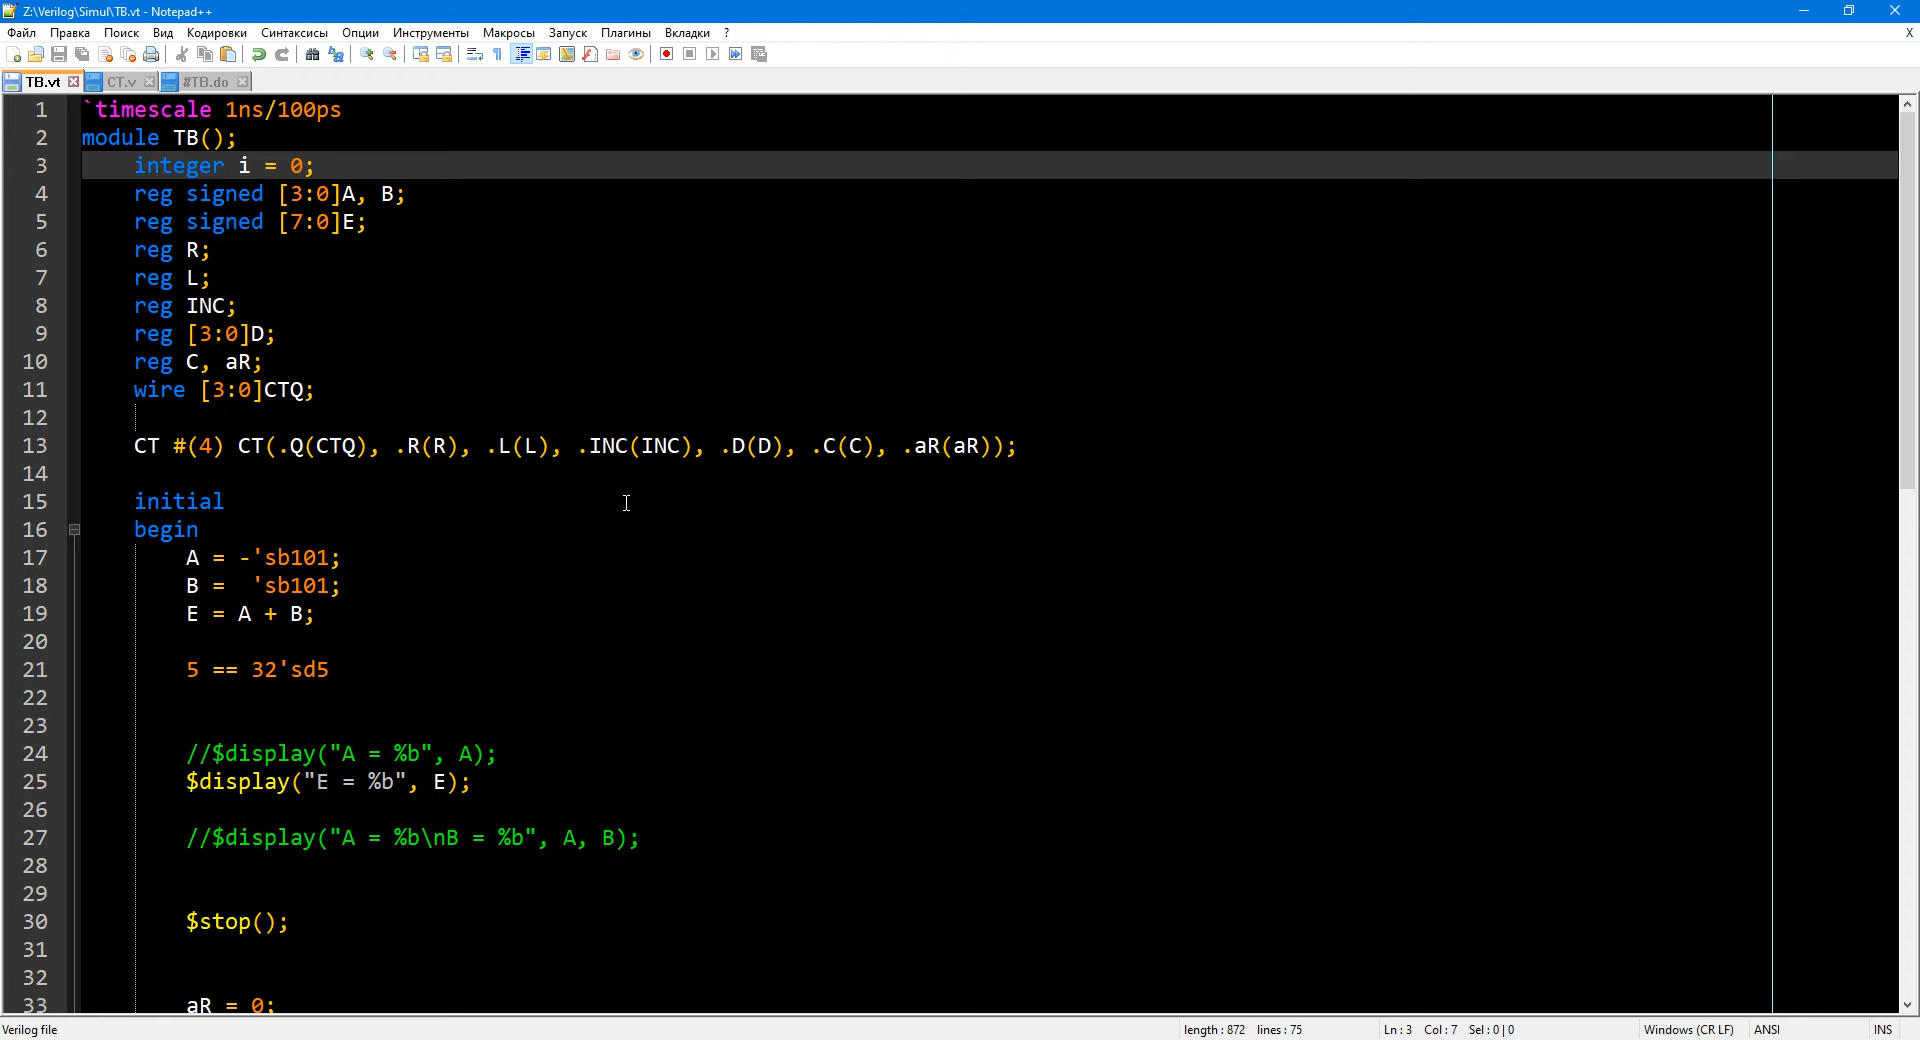 Z:\Verilog\Simul\TB.vt - Notepad++
Файл Правка Поиск Вид Кодировки Синтаксисы Опции Инструменты Макросы Запуск Плагины Вкладки ? X
TB.vt CT.v #TB.do
1 `timescale 1ns/100ps
2 module TB();
3 integer i = 0;
4 reg signed [3:0]A, B;
5 reg signed [7:0]E;
6 reg R;
7 reg L;
8 reg INC;
9 reg [3:0]D;
10 reg C, aR;
11 wire [3:0]CTQ;
12
13 CT #(4) CT(.Q(CTQ), .R(R), .L(L), .INC(INC), .D(D), .C(C), .aR(aR));
14
15 initial
16 begin
17 A = -'sb101;
18 B =  'sb101;
19 E = A + B;
20
21 5 == 32'sd5
22
23
24 //$display("A = %b", A);
25 $display("E = %b", E);
26
27 //$display("A = %b\nB = %b", A, B);
28
29
30 $stop();
31
32
33 aR = 0;
Verilog file length : 872 lines : 75 Ln : 3 Col : 7 Sel : 0 | 0 Windows (CR LF) ANSI INS